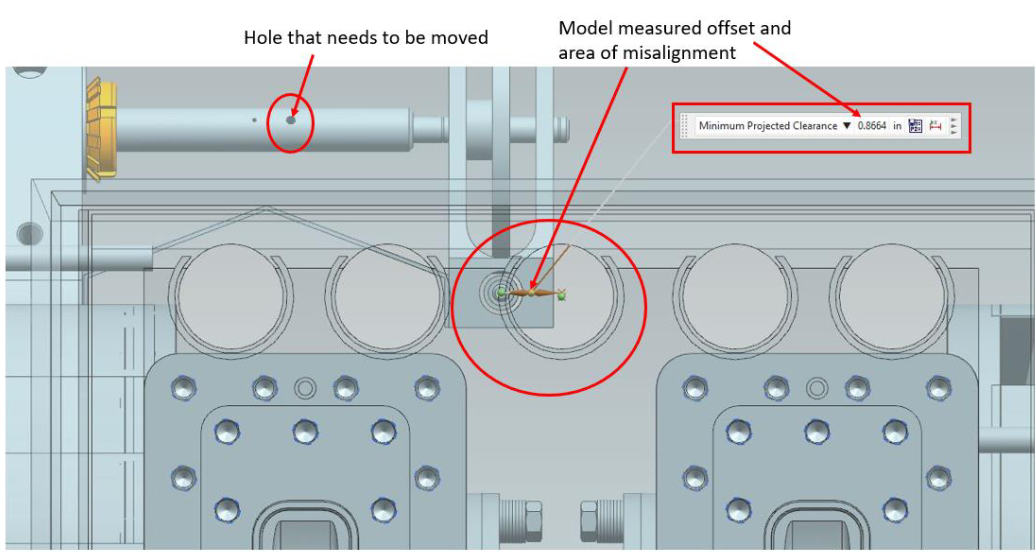 Hole that needs to be moved
Model measured offset and
area of misalignment
Minimum Projected Clearance ▼ 0.8664 in